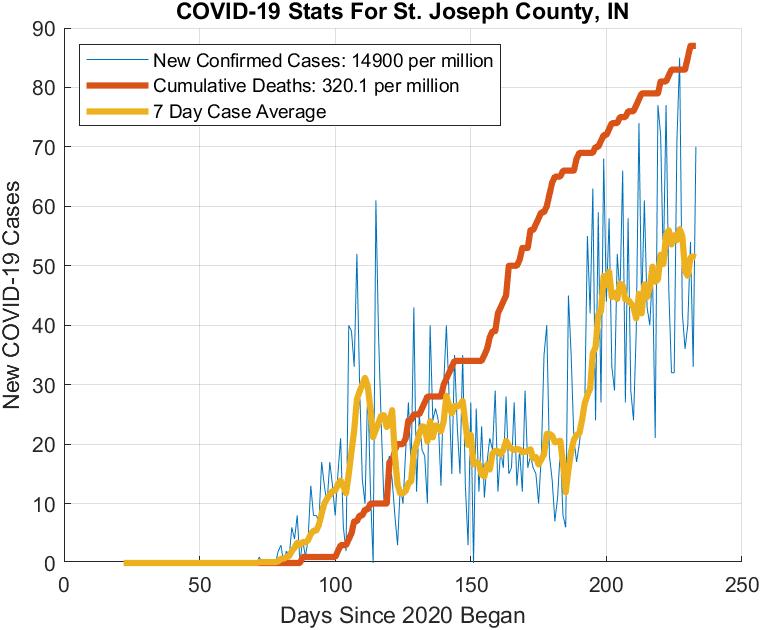 COVID-19 Stats For St. Joseph County, IN
New Confirmed Cases: 14900 per million
Cumulative Deaths: 320.1 per million
7 Day Case Average
New COVID-19 Cases
90
80
70
60
50
40
30
20
10
0
0 50 100 150 200 250
Days Since 2020 Began